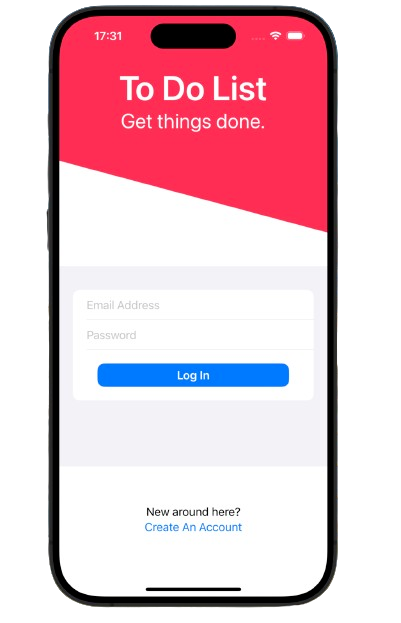 17:31
To Do List
Get things done.
Email Address
Password
Log In
New around here?
Create An Account